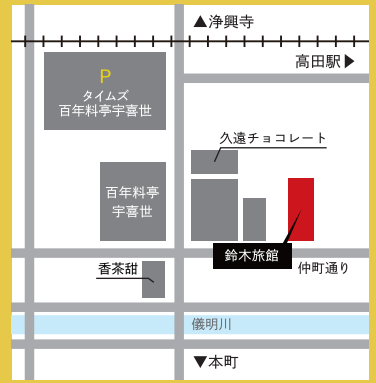 ▲浄興寺
高田駅▶
P
タイムズ
百年料亭宇喜世
久遠チョコレート
百年料亭
宇喜世
鈴木旅館
香茶甜
仲町通り
儀明川
▼本町